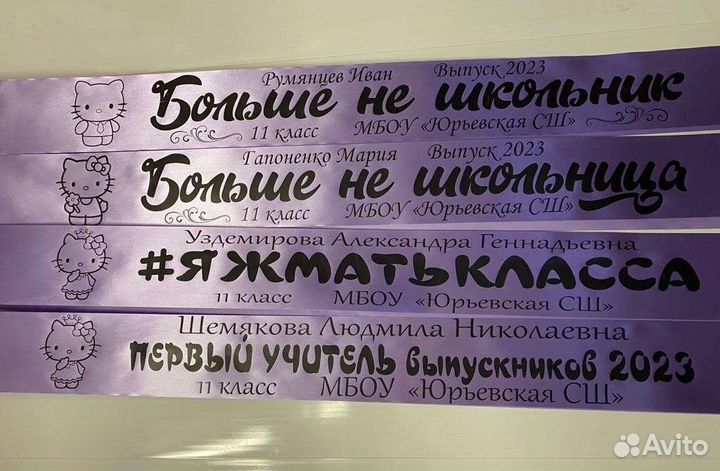 Румянцев Иван Выпуск 2023
Больше не школьник
11 класс МБОУ «Юрьевская СШ»
Гапоненко Мария Выпуск 2023
Больше не школьница
11 класс МБОУ «Юрьевская СШ»
Уздемирова Александра Геннадьевна
#ЯЖМАТЬКЛАССА
11 класс МБОУ «Юрьевская СШ»
Шемякова Людмила Николаевна
ПЕРВЫЙ УЧИТЕЛЬ выпускников 2023
11 класс МБОУ «Юрьевская СШ»
Avito